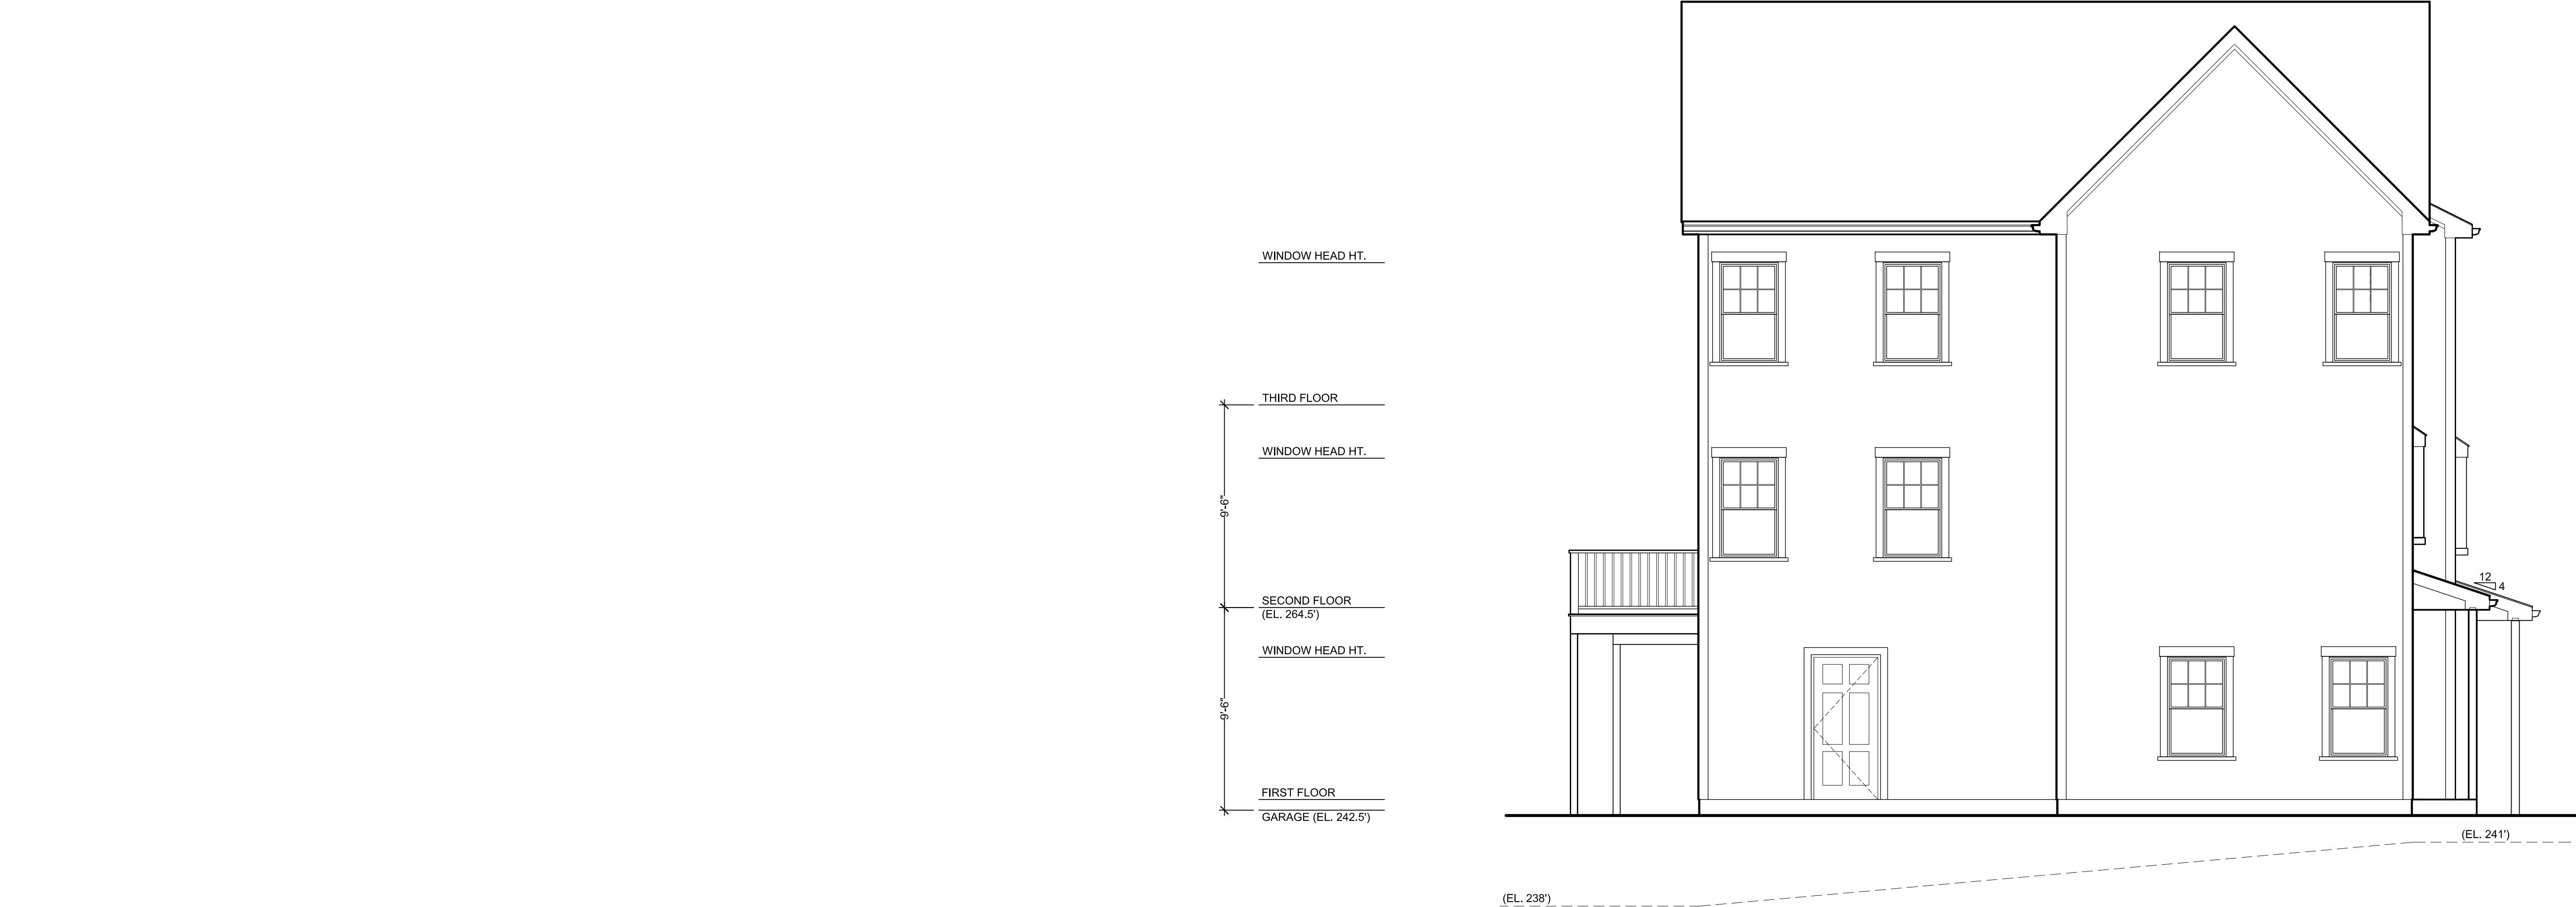 WINDOW HEAD HT.
THIRD FLOOR
WINDOW HEAD HT.
9'-6"
12
4
SECOND FLOOR
(EL. 264.5')
WINDOW HEAD HT.
9'-6"
FIRST FLOOR
GARAGE (EL. 242.5')
(EL. 241')
(EL. 238')